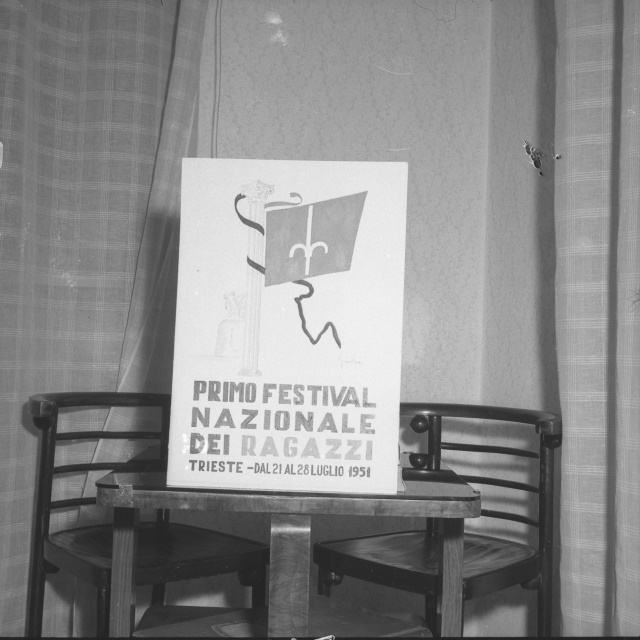 PRIMO FESTIVAL
NAZIONALE
DEI RAGAZZI
TRIESTE - DAL 21 AL 28 LUGLIO 1951